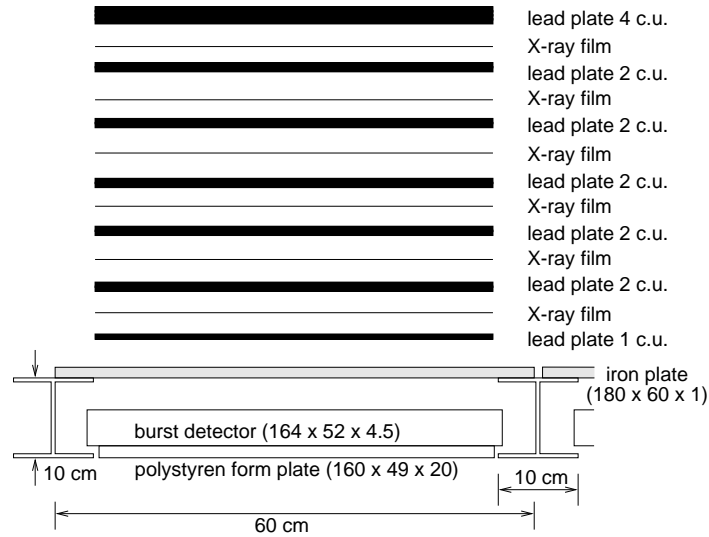 lead plate 4 c.u.
X-ray film
lead plate 2 c.u.
X-ray film
lead plate 2 c.u.
X-ray film
lead plate 2 c.u.
X-ray film
lead plate 2 c.u.
X-ray film
lead plate 2 c.u.
X-ray film
lead plate 1 c.u.
iron plate
(180 x 60 x 1)
burst detector (164 x 52 x 4.5)
polystyren form plate (160 x 49 x 20)
10 cm
10 cm
60 cm